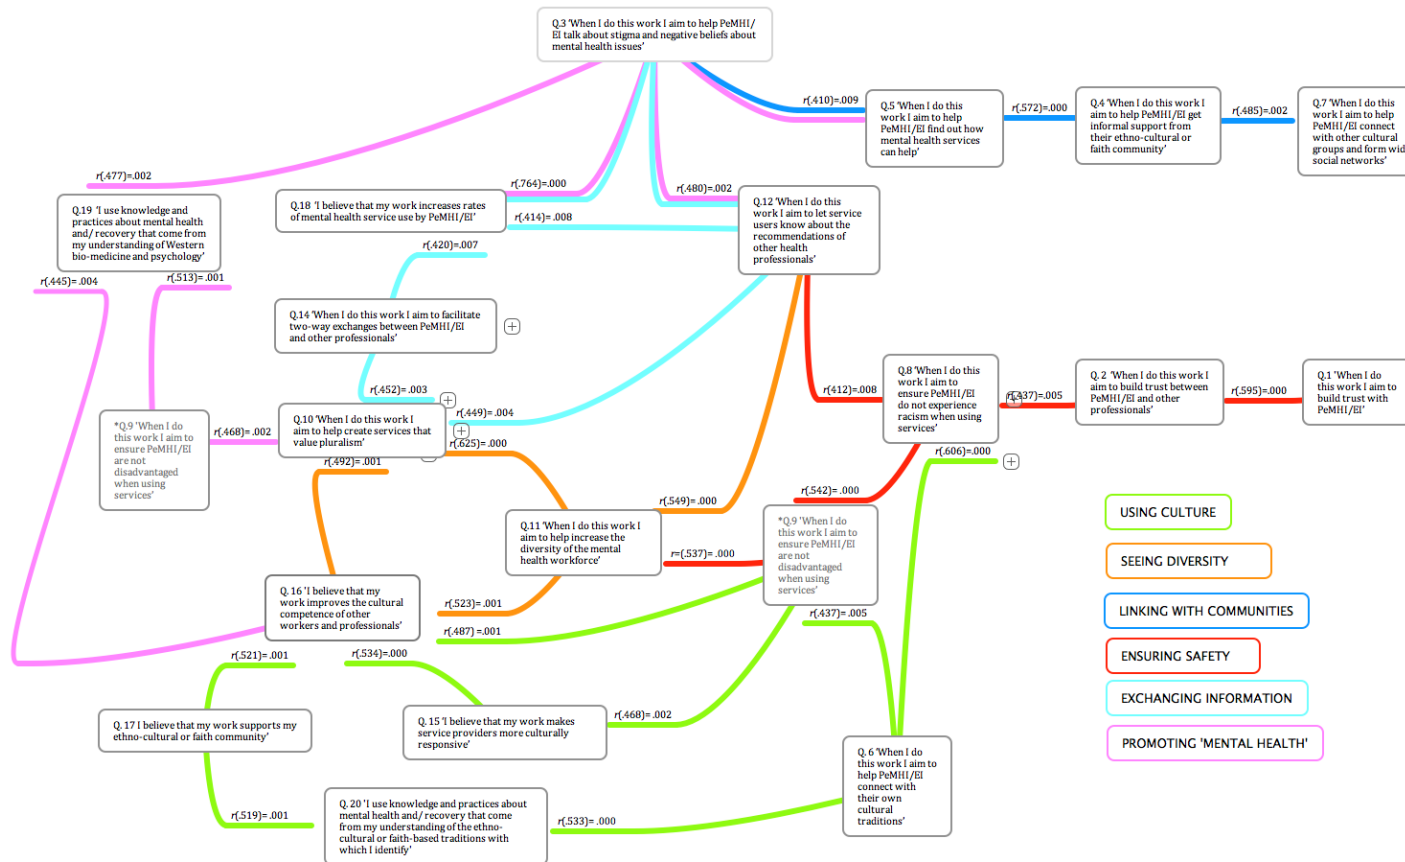 Q.3 'When I do this work I aim to help PeMHI/
EI talk about stigma and negative beliefs about
mental health issues'
r(.410)=.009
Q.5 'When I do this
work I aim to help
PeMHI/EI find out how
mental health services
can help'
r(.572)=.000
Q.4 'When I do this work I
aim to help PeMHI/EI get
informal support from
their ethno-cultural or
faith community'
r(.485)=.002
Q.7 'When I do this
work I aim to help
PeMHI/EI connect
with other cultural
groups and form wid
social networks'
r(.477)=.002
Q.19 'I use knowledge and
practices about mental health
and/ recovery that come from
my understanding of Western
bio-medicine and psychology'
r(.764)=.000
Q.18 'I believe that my work increases rates
of mental health service use by PeMHI/EI'
r(.480)=.002
r(.414)= .008
Q.12 'When I do this
work I aim to let service
users know about the
recommendations of
other health
professionals'
r(.420)=.007
r(.445)=.004
r(.513)=.001
Q.14 'When I do this work I aim to facilitate
two-way exchanges between PeMHI/EI
and other professionals'
r(.452)= .003
r(.449)= .004
r(412)=.008
Q.8 'When I do this
work I aim to
ensure PeMHI/EI
do not experience
racism when using
services'
r(.437)=.005
Q. 2 'When I do this work I
aim to build trust between
PeMHI/EI and other
professionals'
r(.595)=.000
Q.1 'When I do
this work I aim to
build trust with
PeMHI/EI'
*Q.9 'When I do
this work I aim to
ensure PeMHI/EI
are not
disadvantaged
when using
services'
r(.468)=.002
Q.10 'When I do this work I
aim to help create services that
value pluralism'
r(.625)=.000
r(.492)=.001
r(.606)=.000
r(.549)= .000
r(.542)= .000
Q.11 'When I do this work I
aim to help increase the
diversity of the mental
health workforce'
r=(.537)= .000
*Q.9 'When I do
this work I aim to
ensure PeMHI/EI
are not
disadvantaged
when using
services'
Q. 16 'I believe that my
work improves the cultural
competence of other
workers and professionals'
r(.523)=.001
r(.487)=.001
r(.437)=.005
r(.521)=.001
r(.534)=.000
Q. 17 I believe that my work supports my
ethno-cultural or faith community'
Q. 15 'I believe that my work makes
service providers more culturally
responsive'
r(.468)=.002
Q. 6 'When I do
this work I aim to
help PeMHI/EI
connect with
their own
cultural
traditions'
r(.519)=.001
Q. 20 'I use knowledge and practices about
mental health and/ recovery that come
from my understanding of the ethno-
cultural or faith-based traditions with
which I identify'
r(.533)= .000
USING CULTURE
SEEING DIVERSITY
LINKING WITH COMMUNITIES
ENSURING SAFETY
EXCHANGING INFORMATION
PROMOTING 'MENTAL HEALTH'